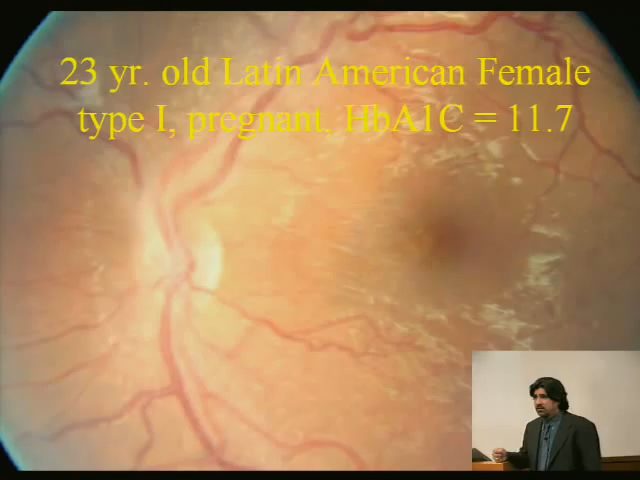 23 yr. old Latin American Female
type I, pregnant, HbA1C = 11.7